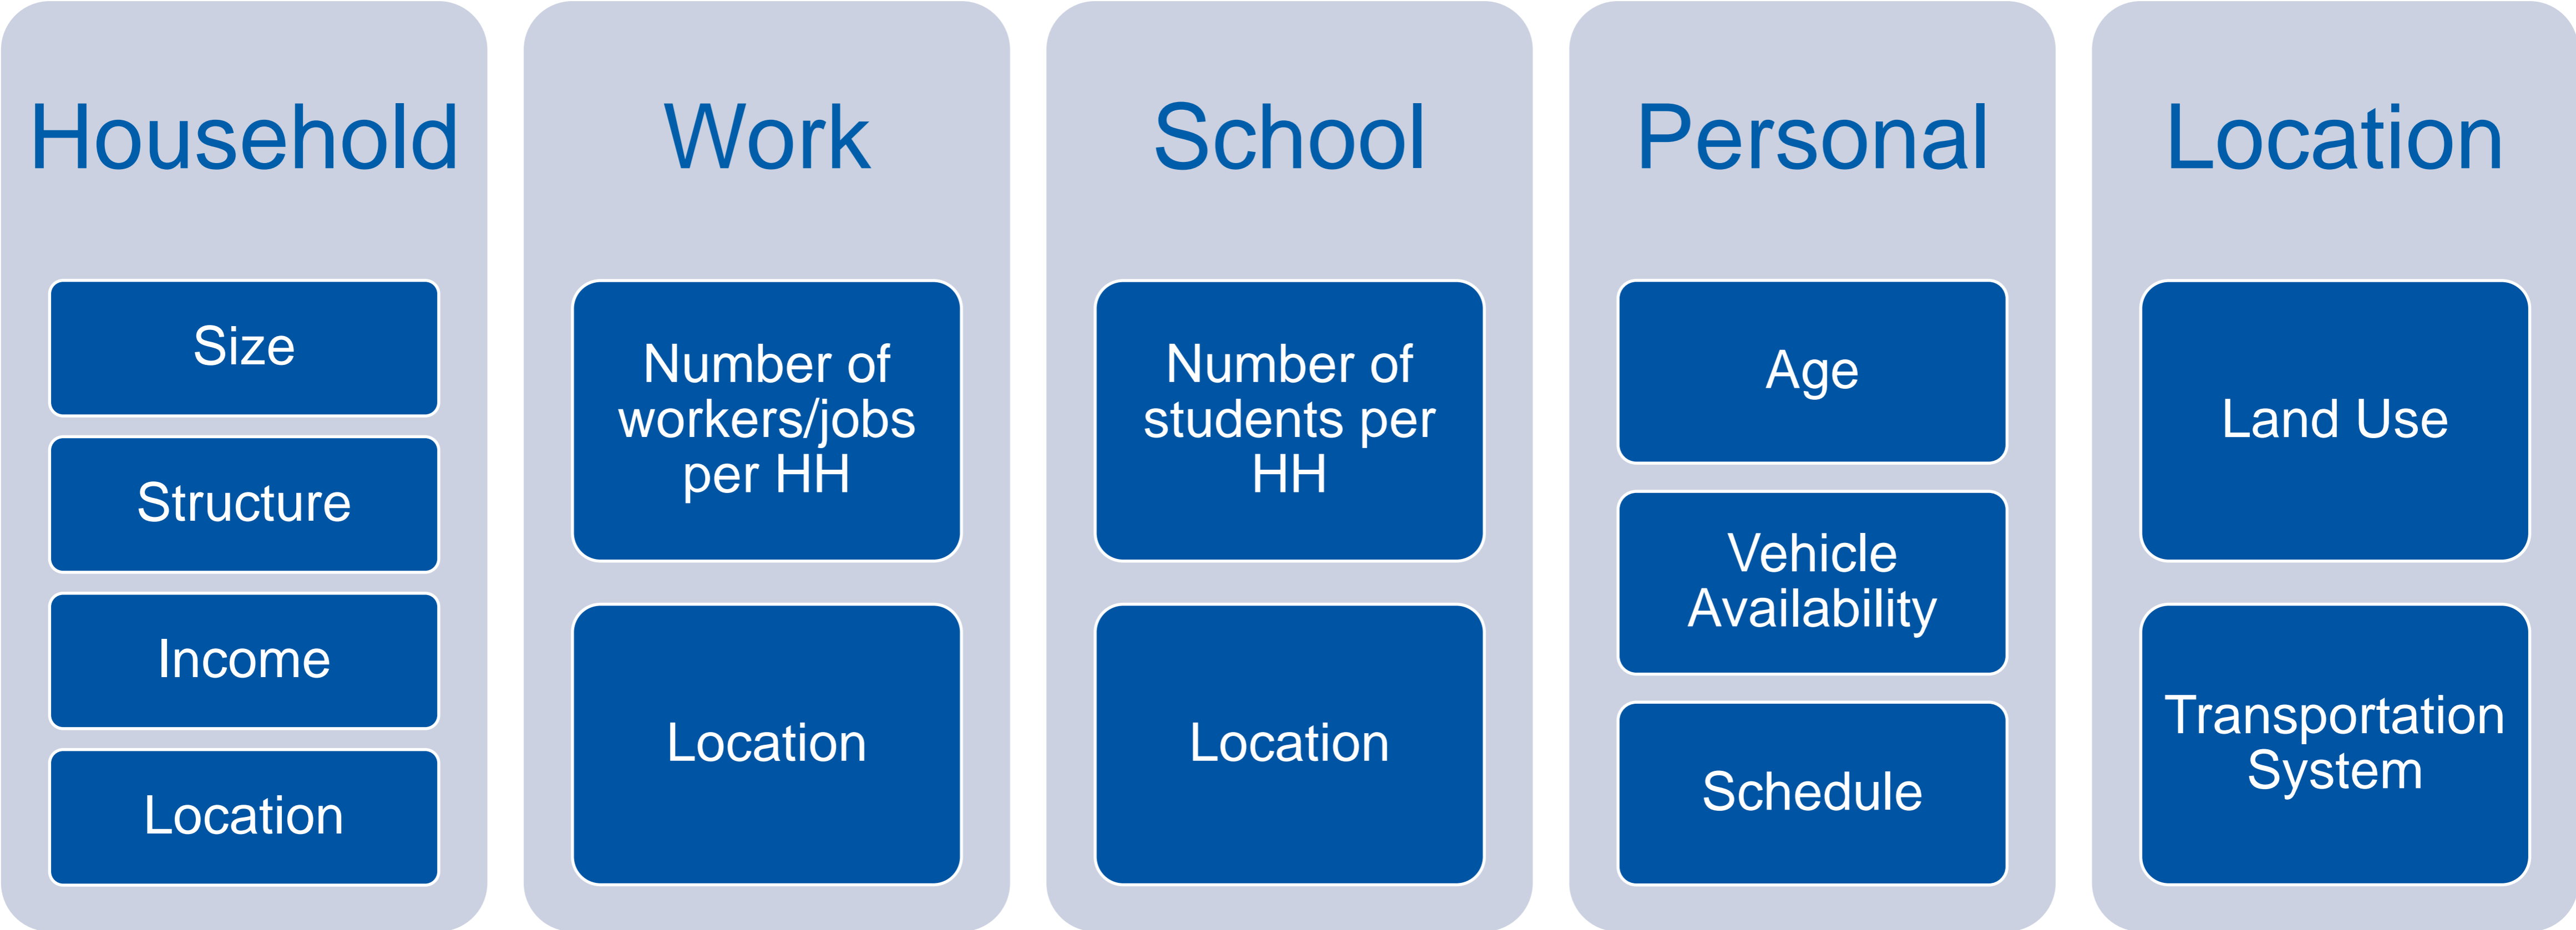 Household
Size
Structure
Income
Location
Work
Number of
workers/jobs
per HH
Location
School
Number of
students per
HH
Location
Personal
Age
Vehicle
Availability
Schedule
Location
Land Use
Transportation
System